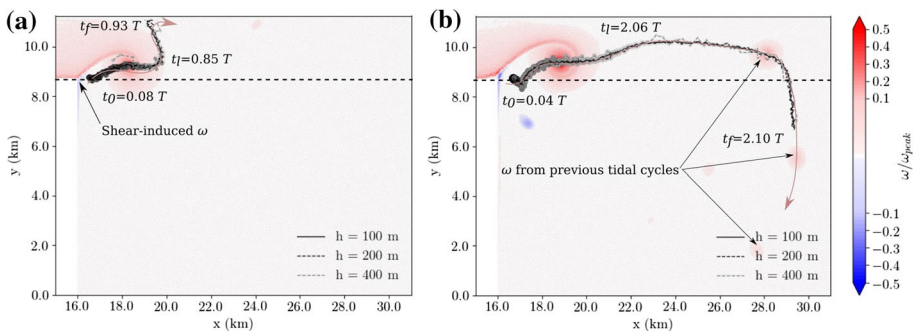 (a)
t_f=0.93 T
t_l=0.85 T
t_0=0.08 T
Shear-induced ω
h = 100 m
h = 200 m
h = 400 m
y (km)
10.0
8.0
6.0
4.0
2.0
0.0
16.0 18.0 20.0 22.0 24.0 26.0 28.0 30.0
x (km)
(b)
t_l=2.06 T
t_0=0.04 T
t_f=2.10 T
ω from previous tidal cycles
h = 100 m
h = 200 m
h = 400 m
y (km)
10.0
8.0
6.0
4.0
2.0
0.0
16.0 18.0 20.0 22.0 24.0 26.0 28.0 30.0
x (km)
0.5
0.4
0.3
0.2
0.1
−0.1
−0.2
−0.3
−0.4
−0.5
ω/ω_peak